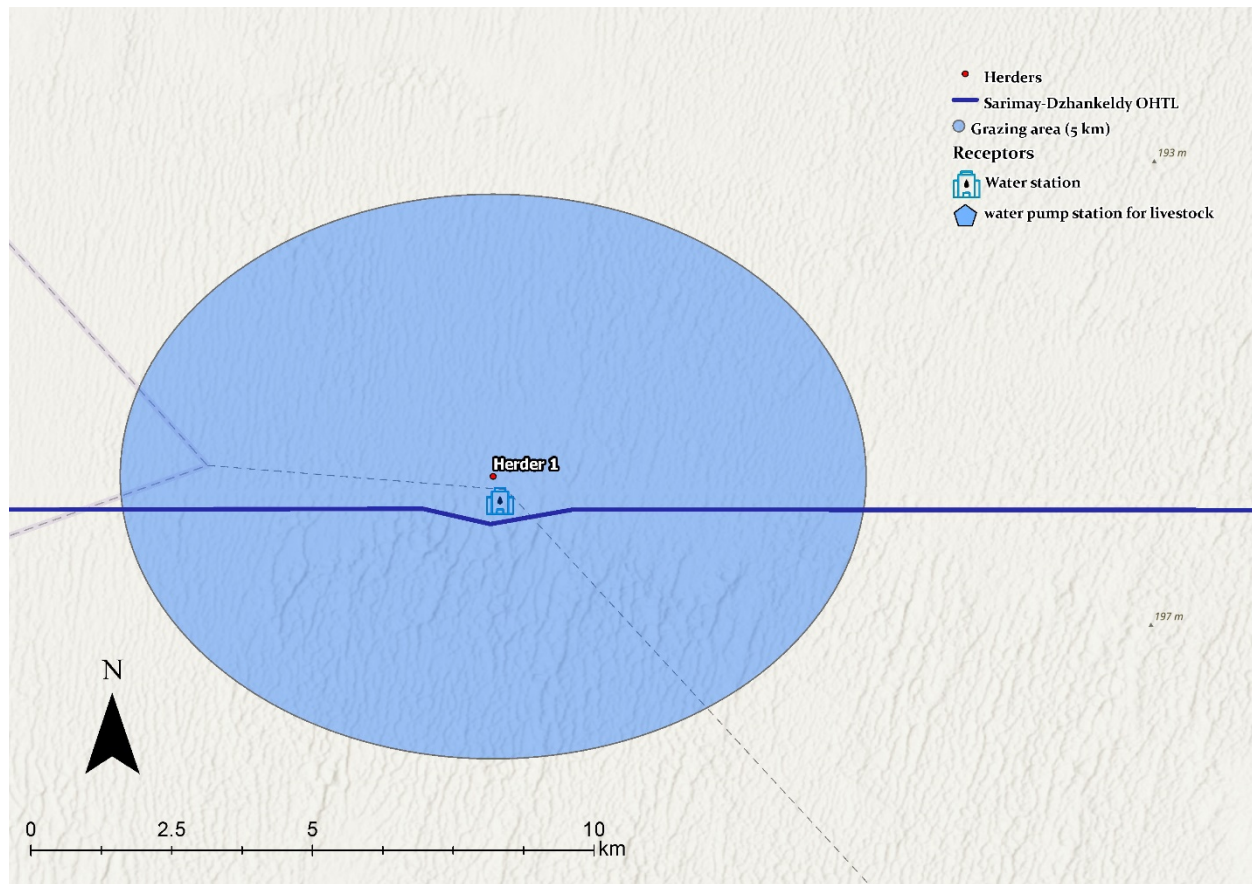 Herders
Sarimay-Dzhankeldy OHTL
Grazing area (5 km)
Receptors
Water station
water pump station for livestock
193 m
Herder 1
197 m
N
0 2.5 5 10
km